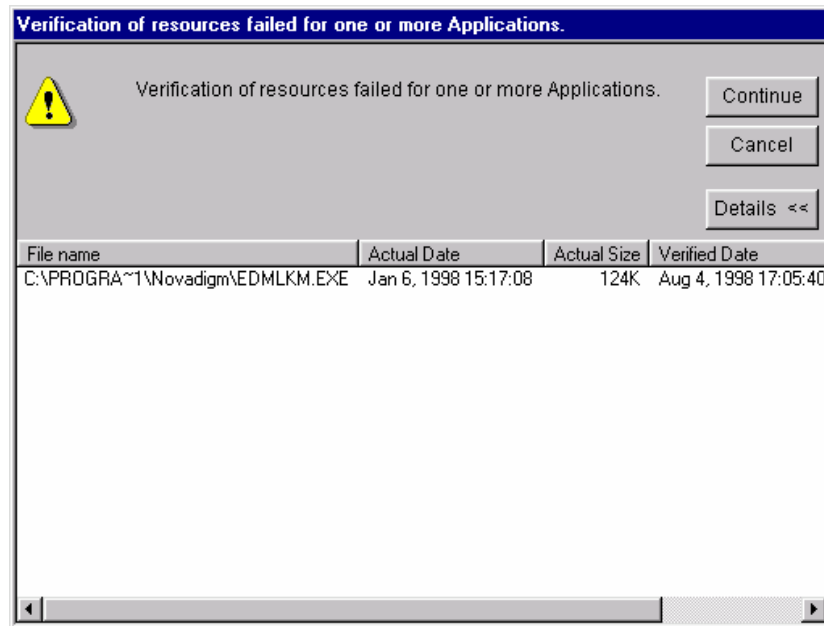 Verification of resources failed for one or more Applications.
Verification of resources failed for one or more Applications.
Continue
Cancel
Details <<
File name Actual Date Actual Size Verified Date
C:\PROGRA~1\Novadigm\EDMLKM.EXE Jan 6, 1998 15:17:08 124K Aug 4, 1998 17:05:40